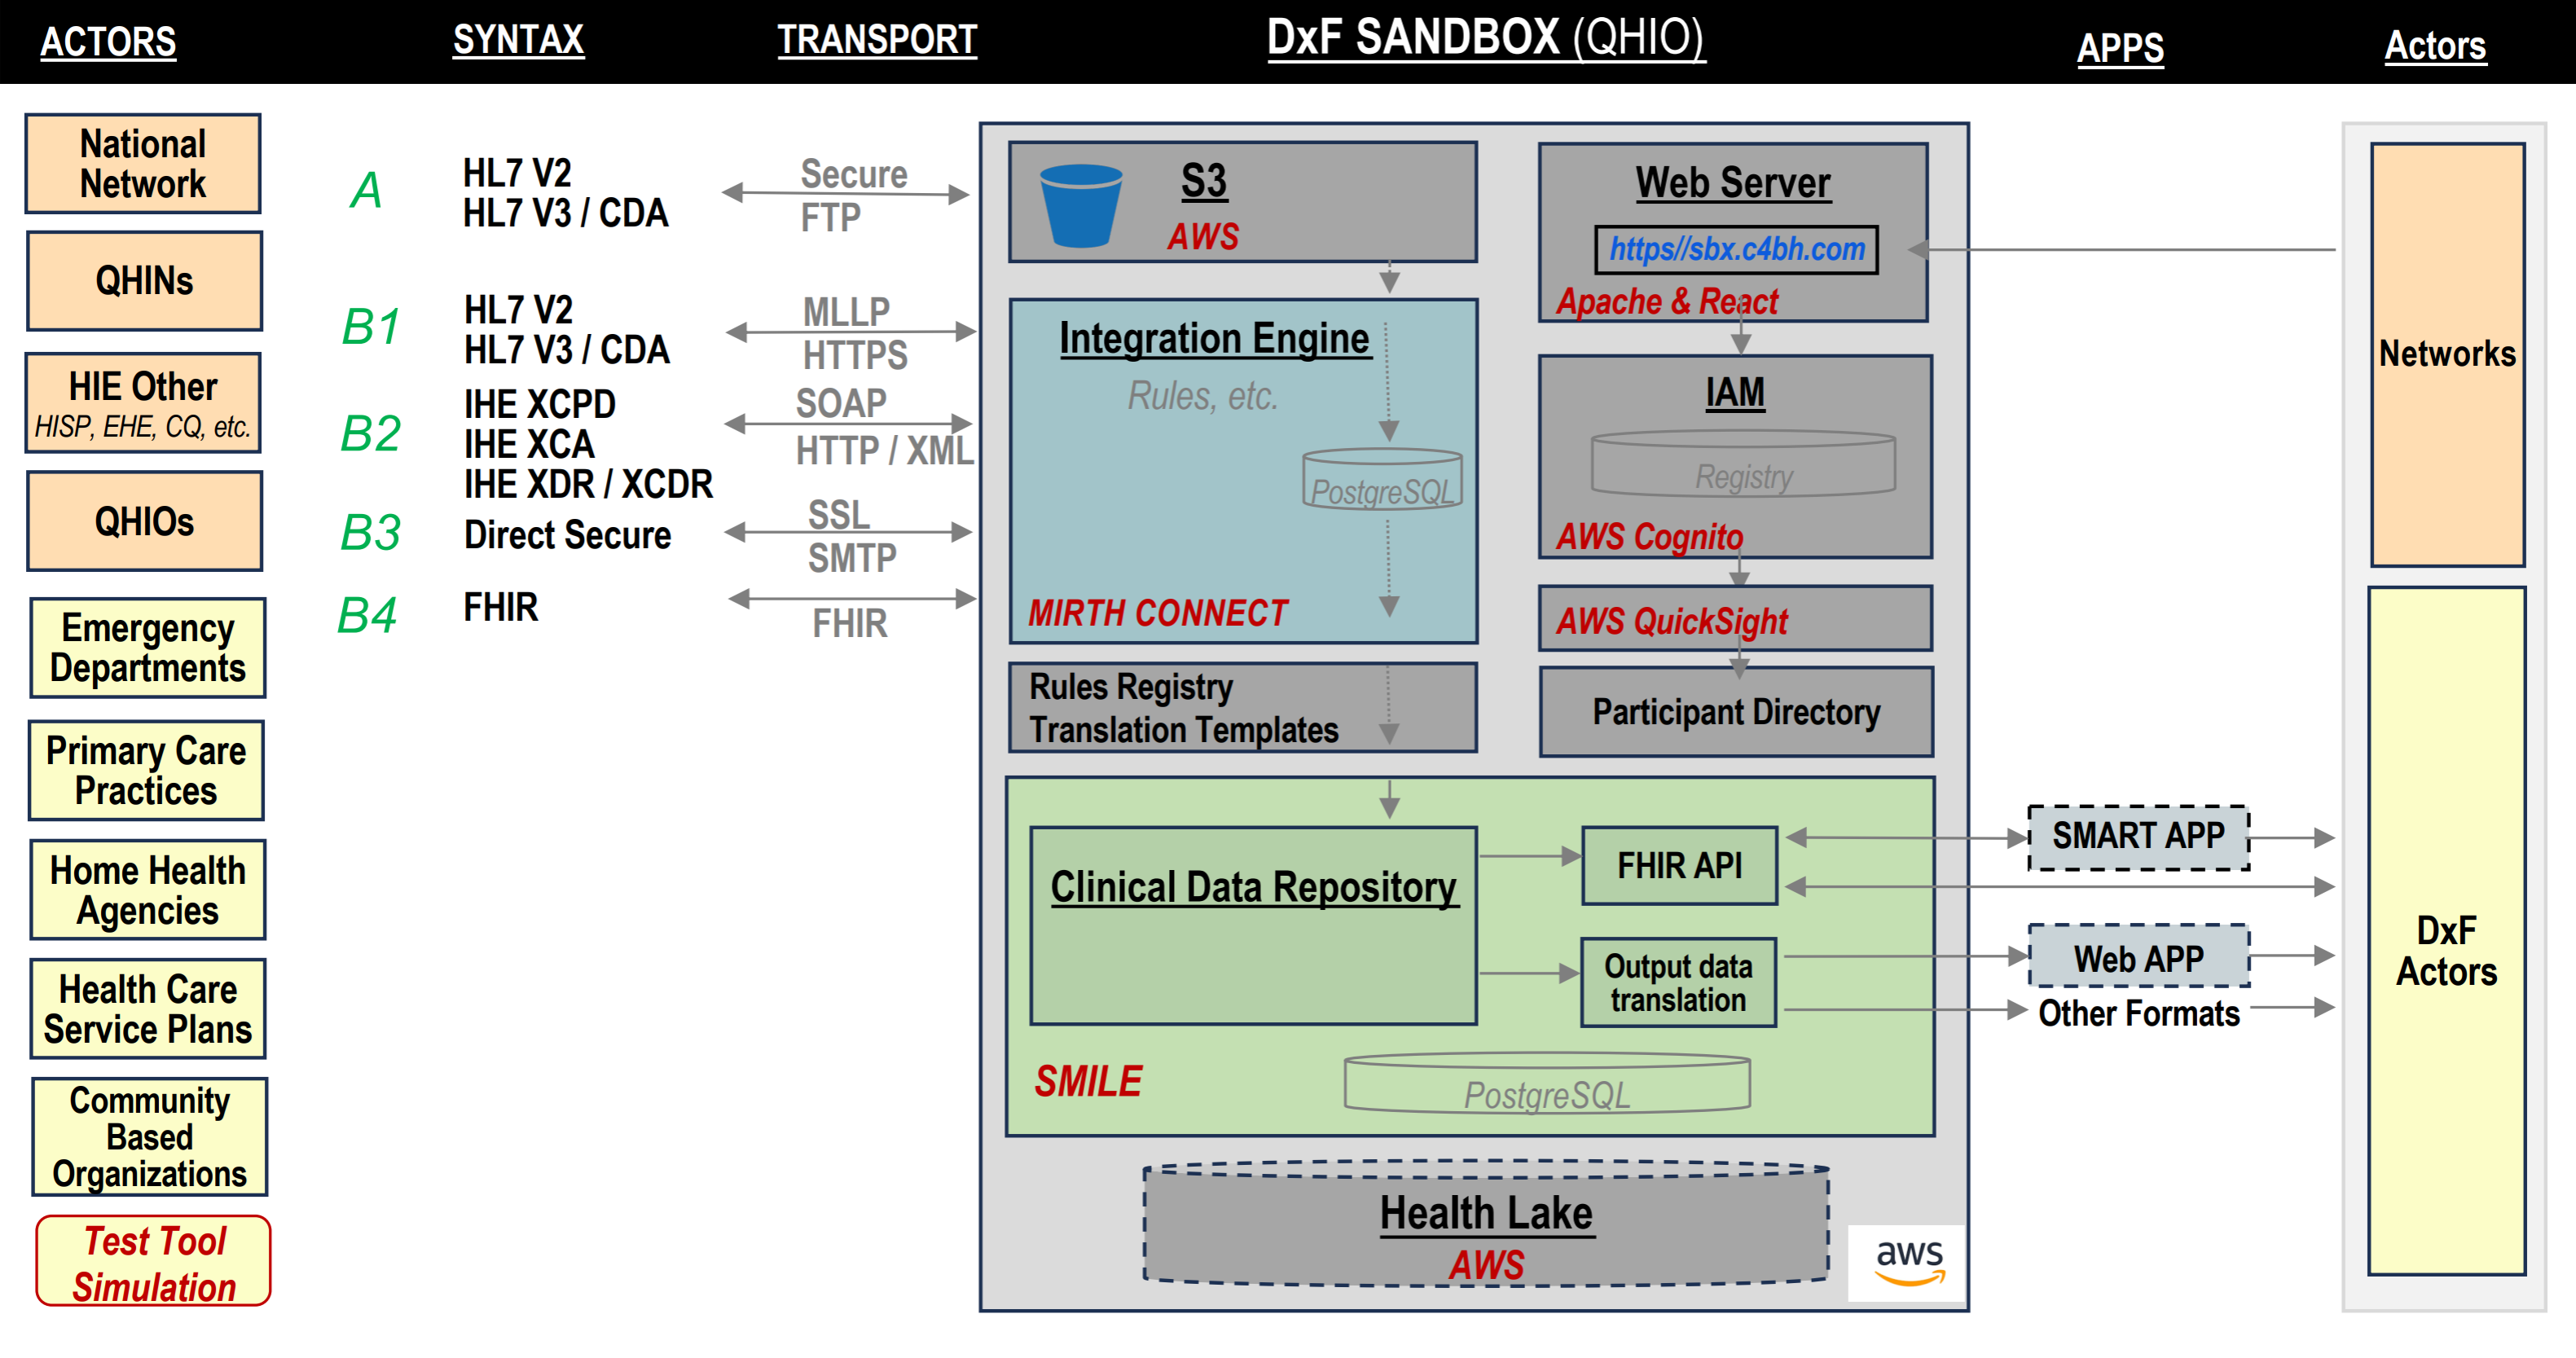 ACTORS
SYNTAX
TRANSPORT
DxF SANDBOX (QHIO)
APPS
Actors
National
Network
QHINs
HIE Other
HISP, EHE, CQ, etc.
QHIOs
Emergency
Departments
Primary Care
Practices
Home Health
Agencies
Health Care
Service Plans
Community
Based
Organizations
Test Tool
Simulation
A
HL7 V2
HL7 V3 / CDA
Secure
FTP
B1
HL7 V2
HL7 V3 / CDA
MLLP
HTTPS
B2
IHE XCPD
IHE XCA
IHE XDR / XCDR
SOAP
HTTP / XML
B3
Direct Secure
SSL
SMTP
B4
FHIR
FHIR
S3
AWS
Integration Engine
Rules, etc.
PostgreSQL
MIRTH CONNECT
Rules Registry
Translation Templates
Web Server
https//sbx.c4bh.com
Apache & React
IAM
Registry
AWS Cognito
AWS QuickSight
Participant Directory
Clinical Data Repository
FHIR API
Output data
translation
SMILE
PostgreSQL
Health Lake
AWS
aws
SMART APP
Web APP
Other Formats
Networks
DxF
Actors